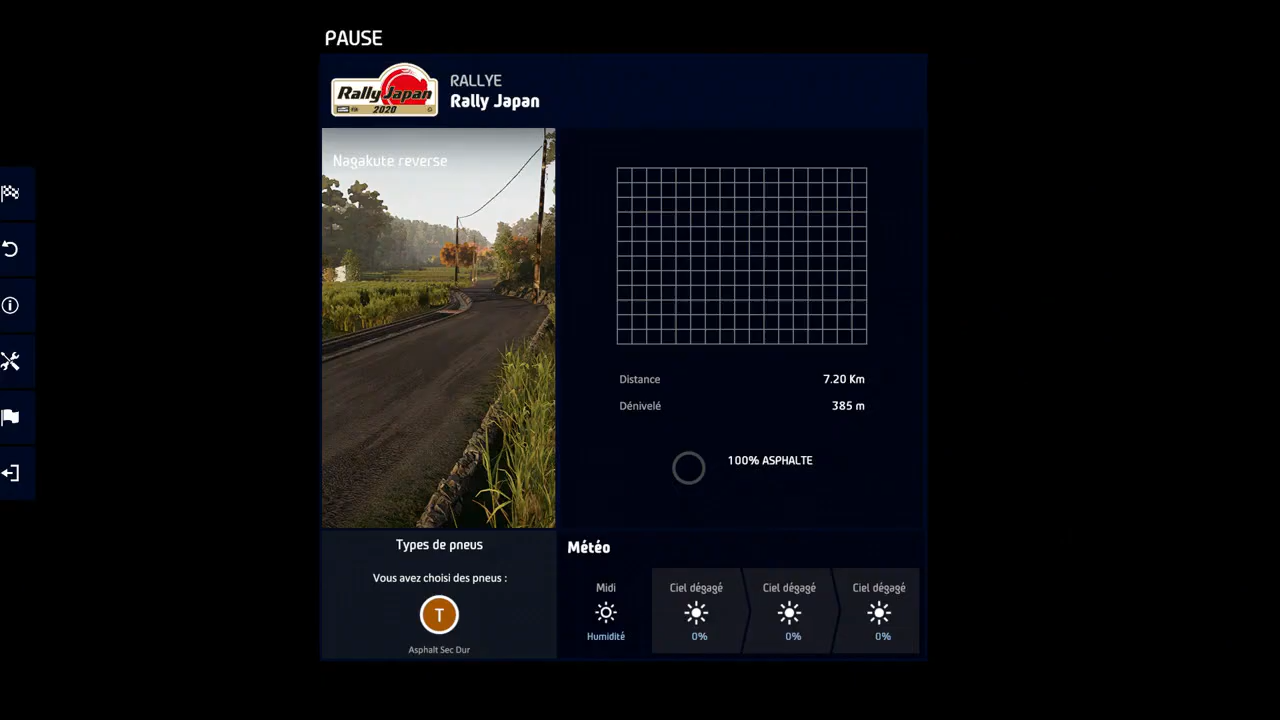 PAUSE
Rally Japan
2020
RALLYE
Rally Japan
Nagakute reverse
Distance
7.20 Km
Dénivelé
385 m
100% ASPHALTE
Types de pneus
Vous avez choisi des pneus :
T
Asphalt Sec Dur
Météo
Midi
Humidité
Ciel dégagé
0%
Ciel dégagé
0%
Ciel dégagé
0%